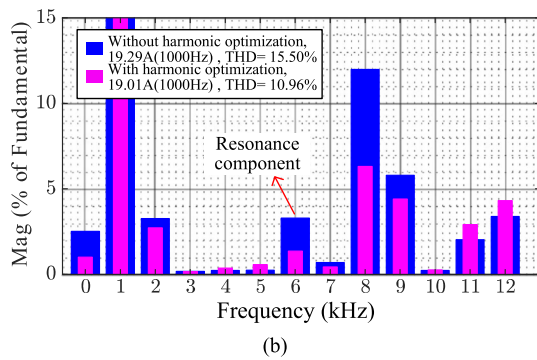 15
10
5
0
Mag (% of Fundamental)
Without harmonic optimization,
19.29A(1000Hz) , THD= 15.50%
With harmonic optimization,
19.01A(1000Hz) , THD= 10.96%
Resonance
component
0 1 2 3 4 5 6 7 8 9 10 11 12
Frequency (kHz)
(b)